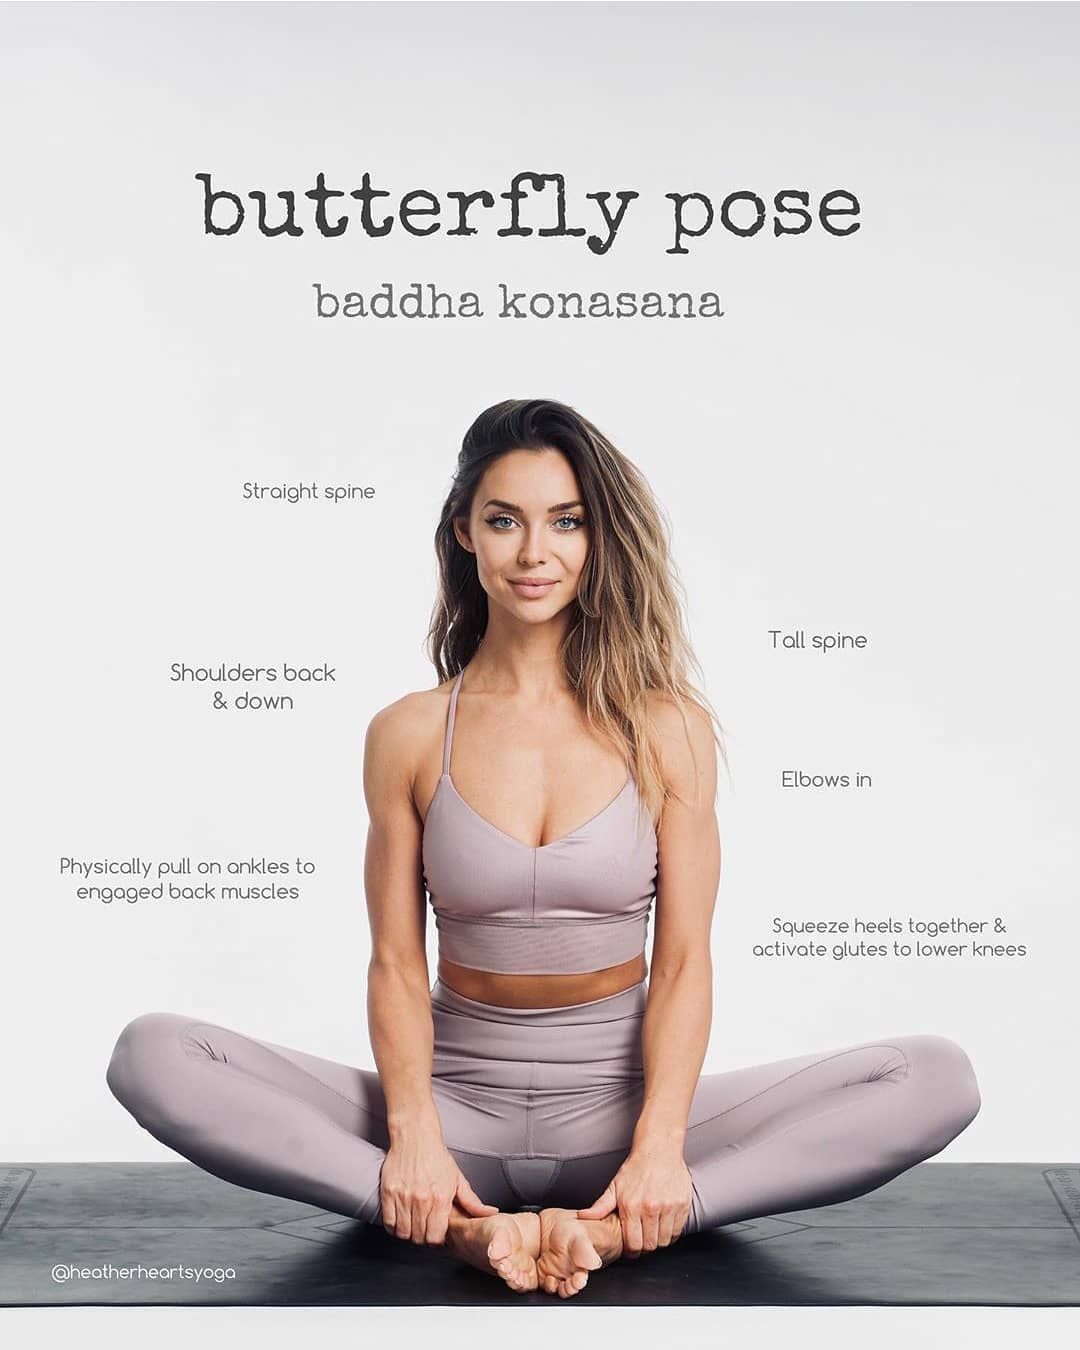 butterfly pose
baddha konasana
Straight spine
Tall spine
Shoulders back
& down
Elbows in
Physically pull on ankles to
engaged back muscles
Squeeze heels together &
activate glutes to lower knees
@heatherheartsyoga